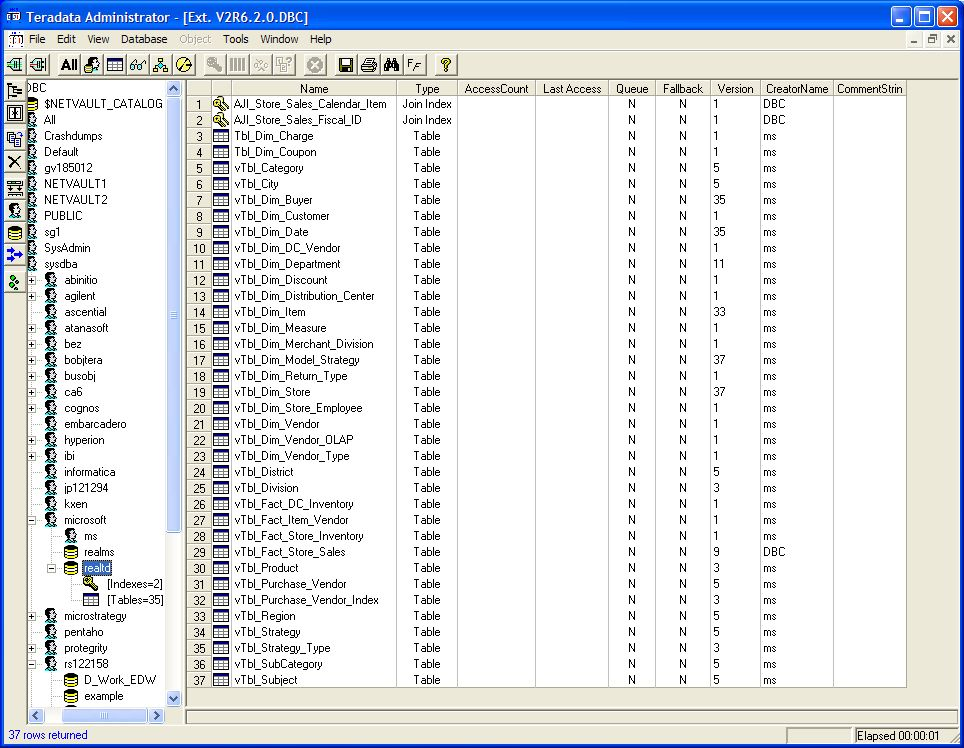 Teradata Administrator - [Ext. V2R6.2.0.DBC]
File Edit View Database Object Tools Window Help
All FF ?
DBC
$NETVAULT_CATALOG
All
Crashdumps
Default
gv185012
NETVAULT1
NETVAULT2
PUBLIC
sg1
SysAdmin
sysdba
abinitio
agilent
ascential
atanasoft
bez
bobjtera
busobj
ca6
cognos
embarcadero
hyperion
ibi
informatica
jp121294
kxen
microsoft
ms
realms
realtd
[Indexes=2]
[Tables=35]
microstrategy
pentaho
protegrity
rs122158
D_Work_EDW
example
Name Type AccessCount Last Access Queue Fallback Version CreatorName CommentStrin
1 AJI_Store_Sales_Calendar_Item Join Index N N 1 DBC
2 AJI_Store_Sales_Fiscal_ID Join Index N N 1 DBC
3 Tbl_Dim_Charge Table N N 1 ms
4 Tbl_Dim_Coupon Table N N 1 ms
5 vTbl_Category Table N N 5 ms
6 vTbl_City Table N N 5 ms
7 vTbl_Dim_Buyer Table N N 35 ms
8 vTbl_Dim_Customer Table N N 1 ms
9 vTbl_Dim_Date Table N N 35 ms
10 vTbl_Dim_DC_Vendor Table N N 1 ms
11 vTbl_Dim_Department Table N N 11 ms
12 vTbl_Dim_Discount Table N N 1 ms
13 vTbl_Dim_Distribution_Center Table N N 1 ms
14 vTbl_Dim_Item Table N N 33 ms
15 vTbl_Dim_Measure Table N N 1 ms
16 vTbl_Dim_Merchant_Division Table N N 1 ms
17 vTbl_Dim_Model_Strategy Table N N 37 ms
18 vTbl_Dim_Return_Type Table N N 1 ms
19 vTbl_Dim_Store Table N N 37 ms
20 vTbl_Dim_Store_Employee Table N N 1 ms
21 vTbl_Dim_Vendor Table N N 1 ms
22 vTbl_Dim_Vendor_OLAP Table N N 1 ms
23 vTbl_Dim_Vendor_Type Table N N 1 ms
24 vTbl_District Table N N 5 ms
25 vTbl_Division Table N N 3 ms
26 vTbl_Fact_DC_Inventory Table N N 1 ms
27 vTbl_Fact_Item_Vendor Table N N 1 ms
28 vTbl_Fact_Store_Inventory Table N N 1 ms
29 vTbl_Fact_Store_Sales Table N N 9 DBC
30 vTbl_Product Table N N 3 ms
31 vTbl_Purchase_Vendor Table N N 5 ms
32 vTbl_Purchase_Vendor_Index Table N N 3 ms
33 vTbl_Region Table N N 5 ms
34 vTbl_Strategy Table N N 5 ms
35 vTbl_Strategy_Type Table N N 3 ms
36 vTbl_SubCategory Table N N 5 ms
37 vTbl_Subject Table N N 5 ms
37 rows returned
Elapsed 00:00:01